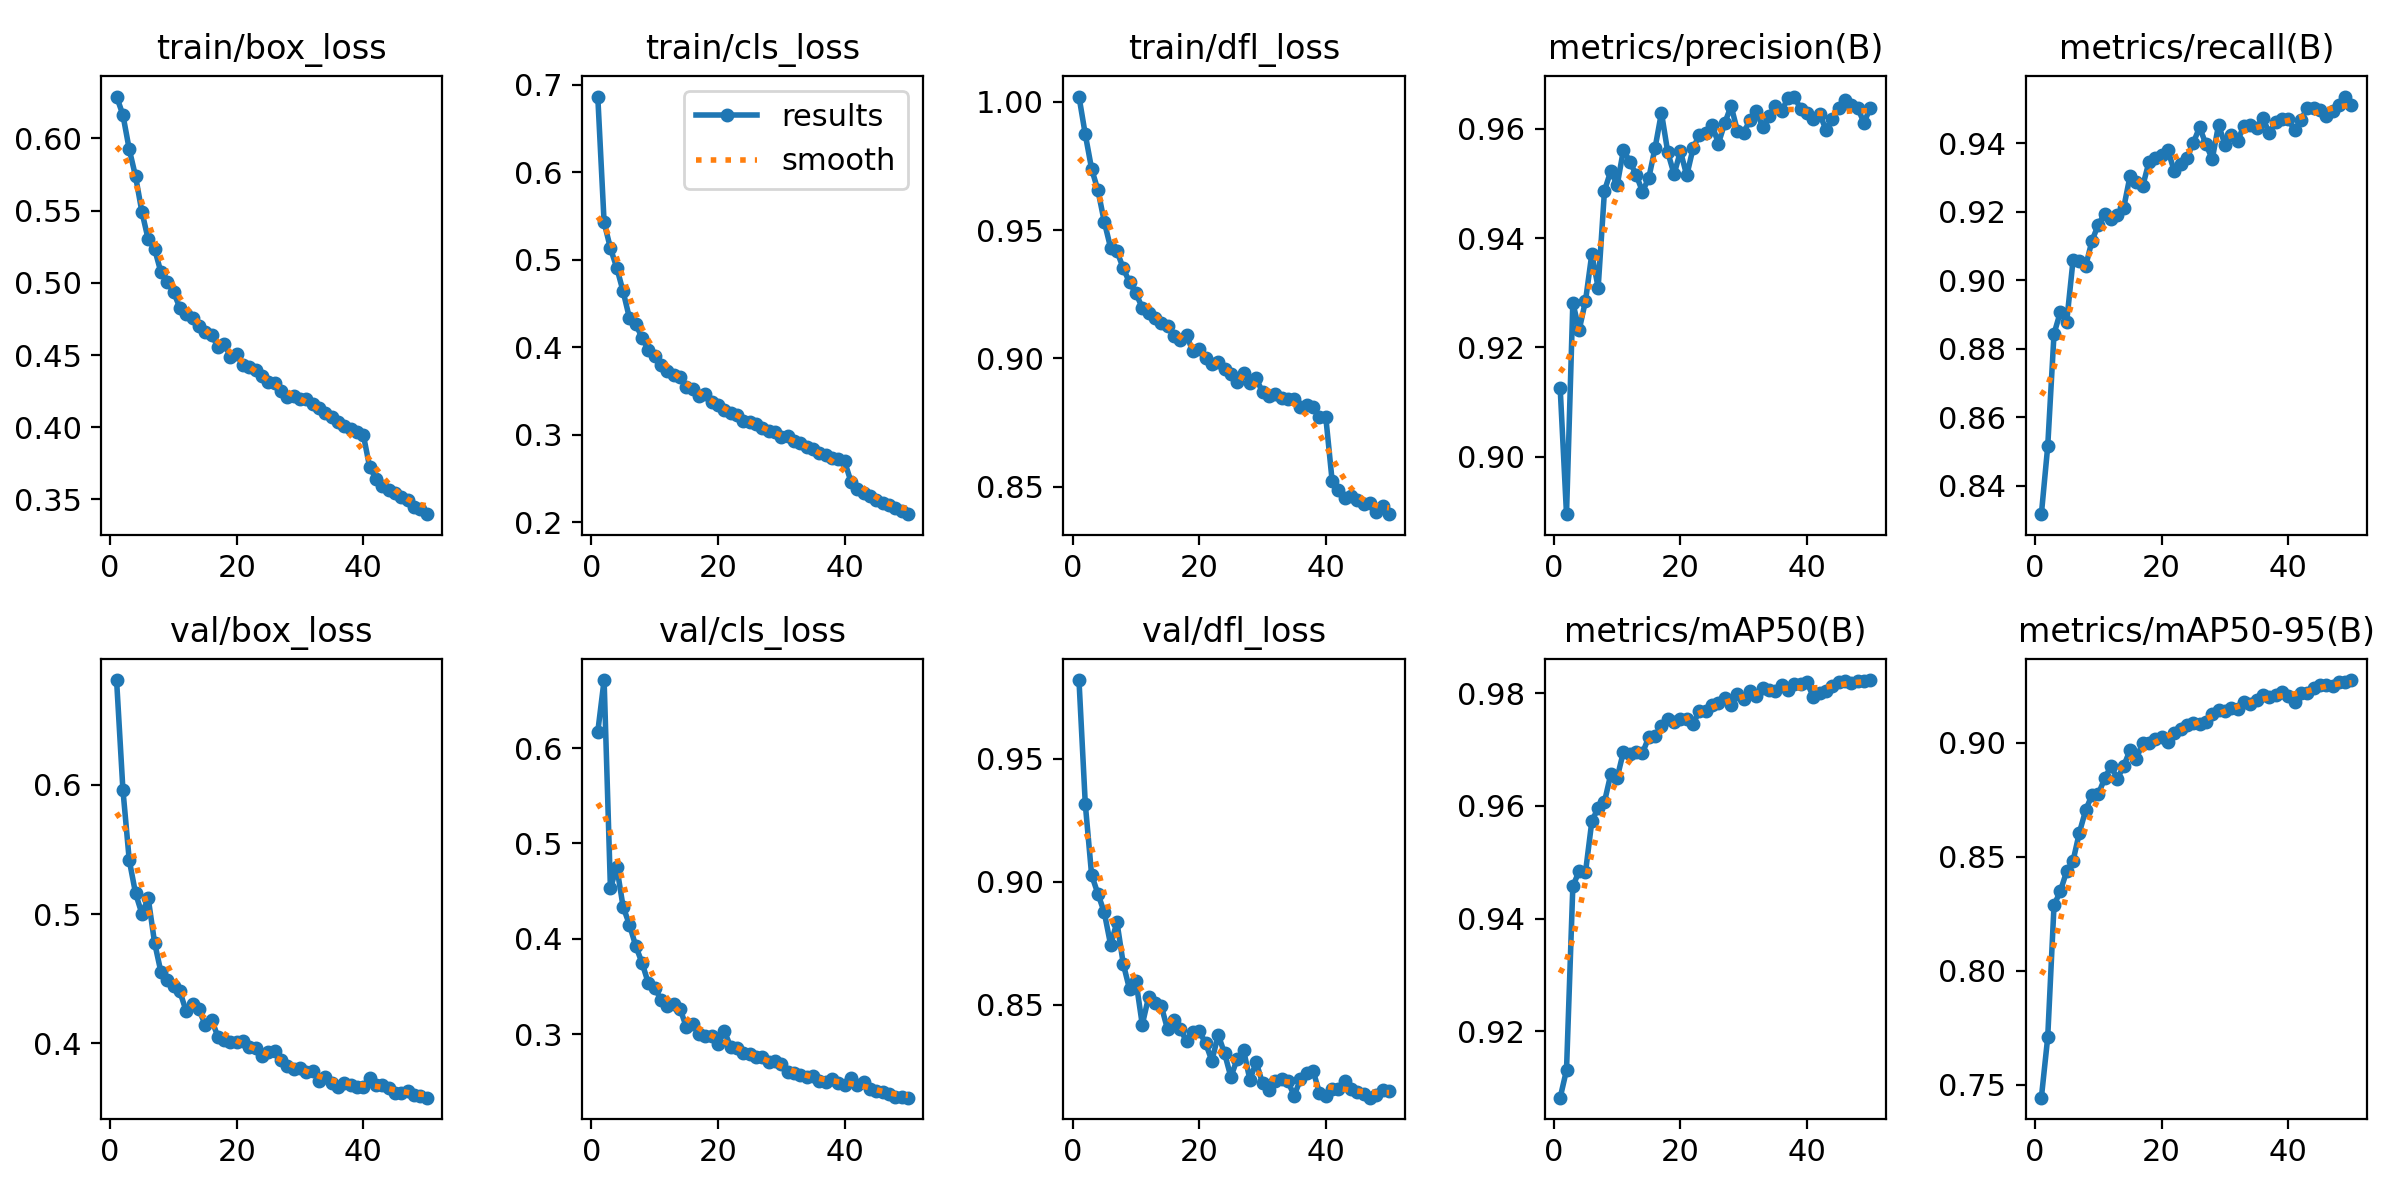 train/box_loss
0.60
0.55
0.50
0.45
0.40
0.35
0 20 40
train/cls_loss
results
smooth
0.7
0.6
0.5
0.4
0.3
0.2
0 20 40
train/dfl_loss
1.00
0.95
0.90
0.85
0 20 40
metrics/precision(B)
0.96
0.94
0.92
0.90
0 20 40
metrics/recall(B)
0.94
0.92
0.90
0.88
0.86
0.84
0 20 40
val/box_loss
0.6
0.5
0.4
0 20 40
val/cls_loss
0.6
0.5
0.4
0.3
0 20 40
val/dfl_loss
0.95
0.90
0.85
0 20 40
metrics/mAP50(B)
0.98
0.96
0.94
0.92
0 20 40
metrics/mAP50-95(B)
0.90
0.85
0.80
0.75
0 20 40